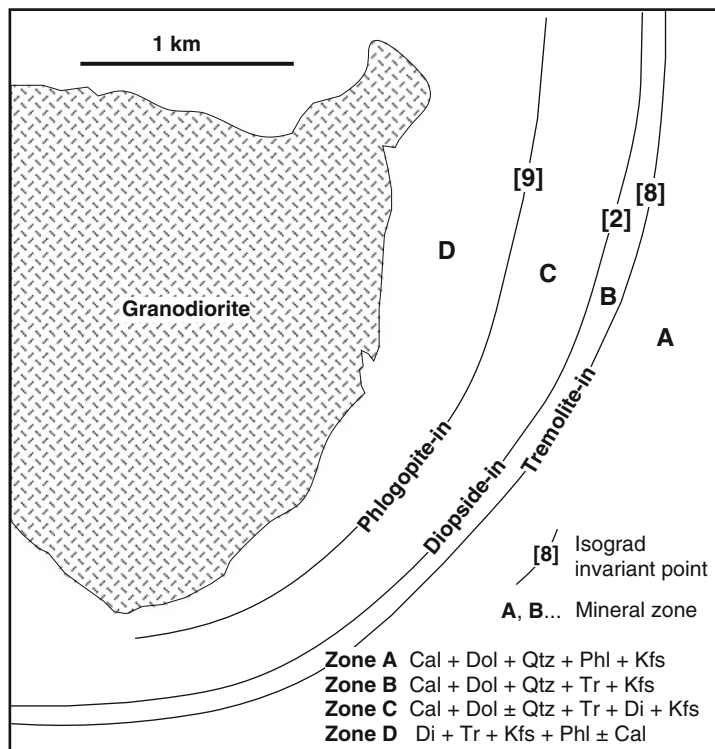 1 km
[9]
[8]
[2]
D
C
B
A
Granodiorite
Phlogopite-in
Diopside-in
Tremolite-in
[8] Isograd
invariant point
A, B... Mineral zone
Zone A Cal + Dol + Qtz + Phl + Kfs
Zone B Cal + Dol + Qtz + Tr + Kfs
Zone C Cal + Dol ± Qtz + Tr + Di + Kfs
Zone D Di + Tr + Kfs + Phl ± Cal